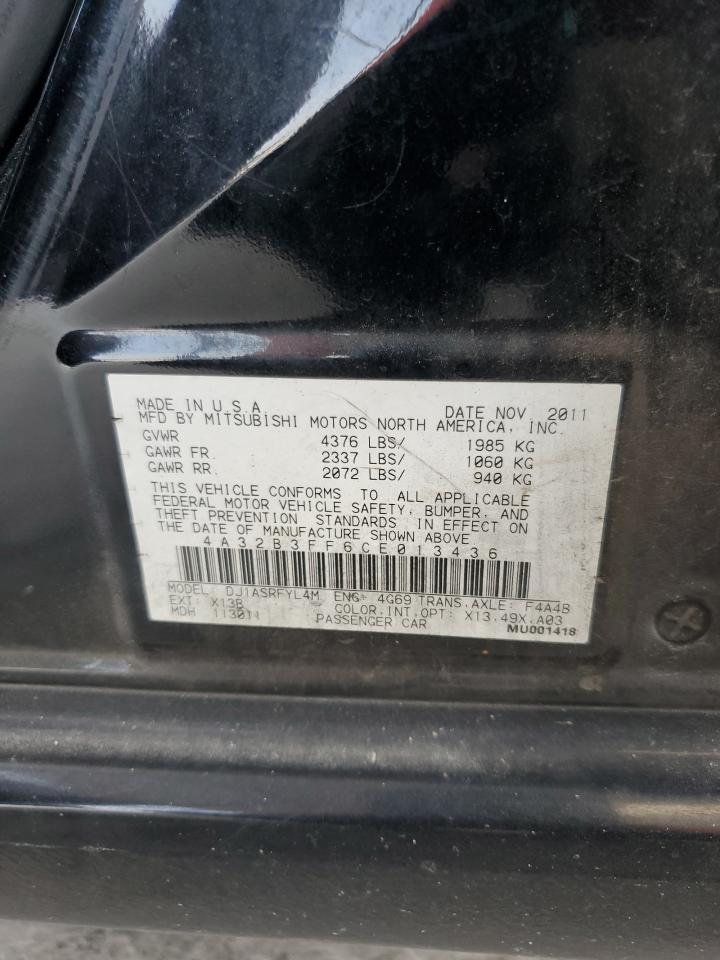 MADE IN U.S.A. DATE NOV. 2011
MFD BY MITSUBISHI MOTORS NORTH AMERICA, INC.
GVWR 4376 LBS/ 1985 KG
GAWR FR. 2337 LBS/ 1060 KG
GAWR RR. 2072 LBS/ 940 KG
THIS VEHICLE CONFORMS TO ALL APPLICABLE
FEDERAL MOTOR VEHICLE SAFETY, BUMPER, AND
THEFT PREVENTION STANDARDS IN EFFECT ON
THE DATE OF MANUFACTURE SHOWN ABOVE
4A32B3FF6CE013436
MODEL: DJ1ASRFYL4M ENG: 4G69 TRANS.AXLE: F4A4B
EXT: X13B COLOR.INT.OPT: X13.49X.A03
MDH 113011 PASSENGER CAR
MU001418